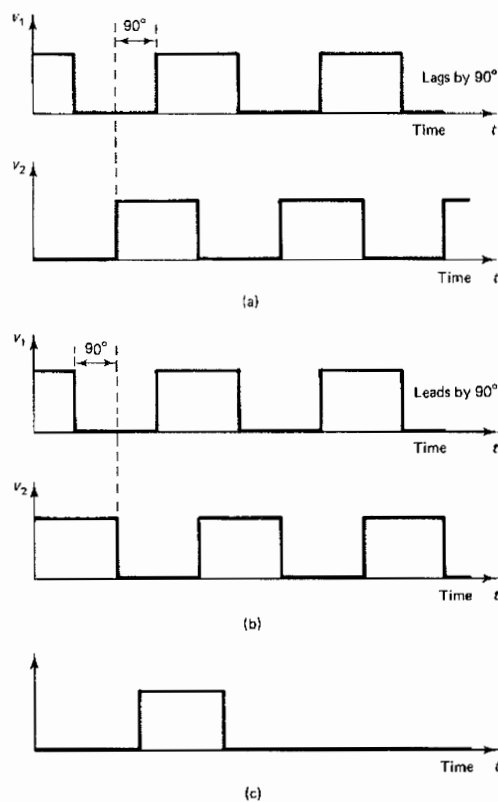 v₁
90°
Lags by 90°
Time t
v₂
Time t
(a)
v₁
90°
Leads by 90°
Time t
v₂
Time t
(b)
Time t
(c)